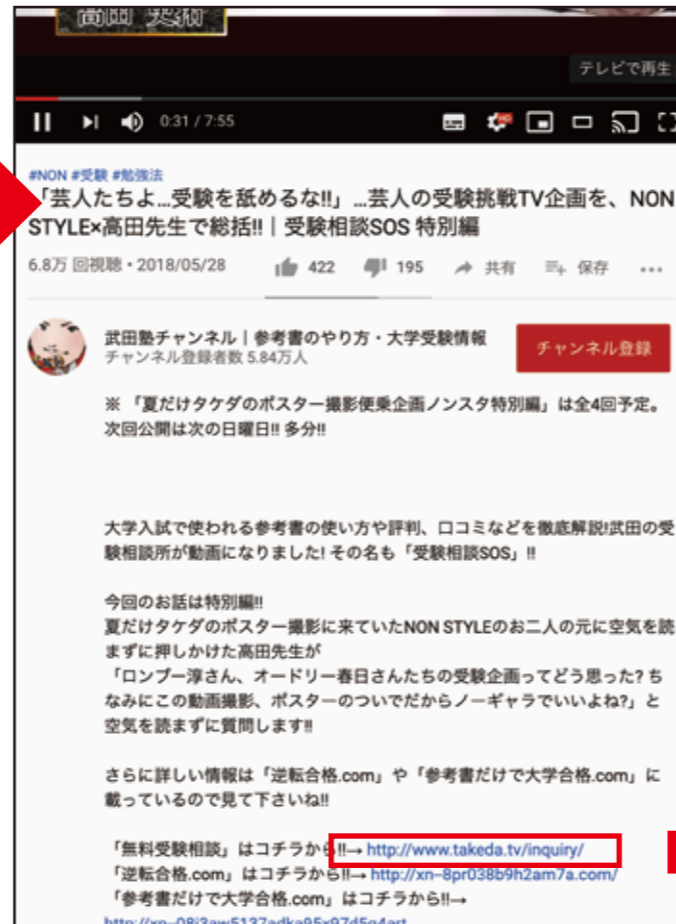 高田 史拓
テレビで再生
0:31 / 7:55
#NON #受験 #勉強法
「芸人たちよ…受験を舐めるな!!」…芸人の受験挑戦TV企画を、NON
STYLE×高田先生で総括!!｜受験相談SOS 特別編
6.8万 回視聴・2018/05/28 422 195 共有 保存 …
武田塾チャンネル｜参考書のやり方・大学受験情報
チャンネル登録者数 5.84万人
チャンネル登録
※ 「夏だけタケダのポスター撮影便乗企画ノンスタ特別編」は全4回予定。
次回公開は次の日曜日!! 多分!!
大学入試で使われる参考書の使い方や評判、口コミなどを徹底解説!武田の受
験相談所が動画になりました! その名も「受験相談SOS」!!
今回のお話は特別編!!
夏だけタケダのポスター撮影に来ていたNON STYLEのお二人の元に空気を読
まずに押しかけた高田先生が
「ロンブー淳さん、オードリー春日さんたちの受験企画ってどう思った? ち
なみにこの動画撮影、ポスターのついでだからノーギャラでいいよね?」と
空気を読まずに質問します!!
さらに詳しい情報は「逆転合格.com」や「参考書だけで大学合格.com」に
載っているので見て下さいね!!
「無料受験相談」はコチラから!!→ http://www.takeda.tv/inquiry/
「逆転合格.com」はコチラから!!→ http://xn--8pr038b9h2am7a.com/
「参考書だけで大学合格.com」はコチラから!!→